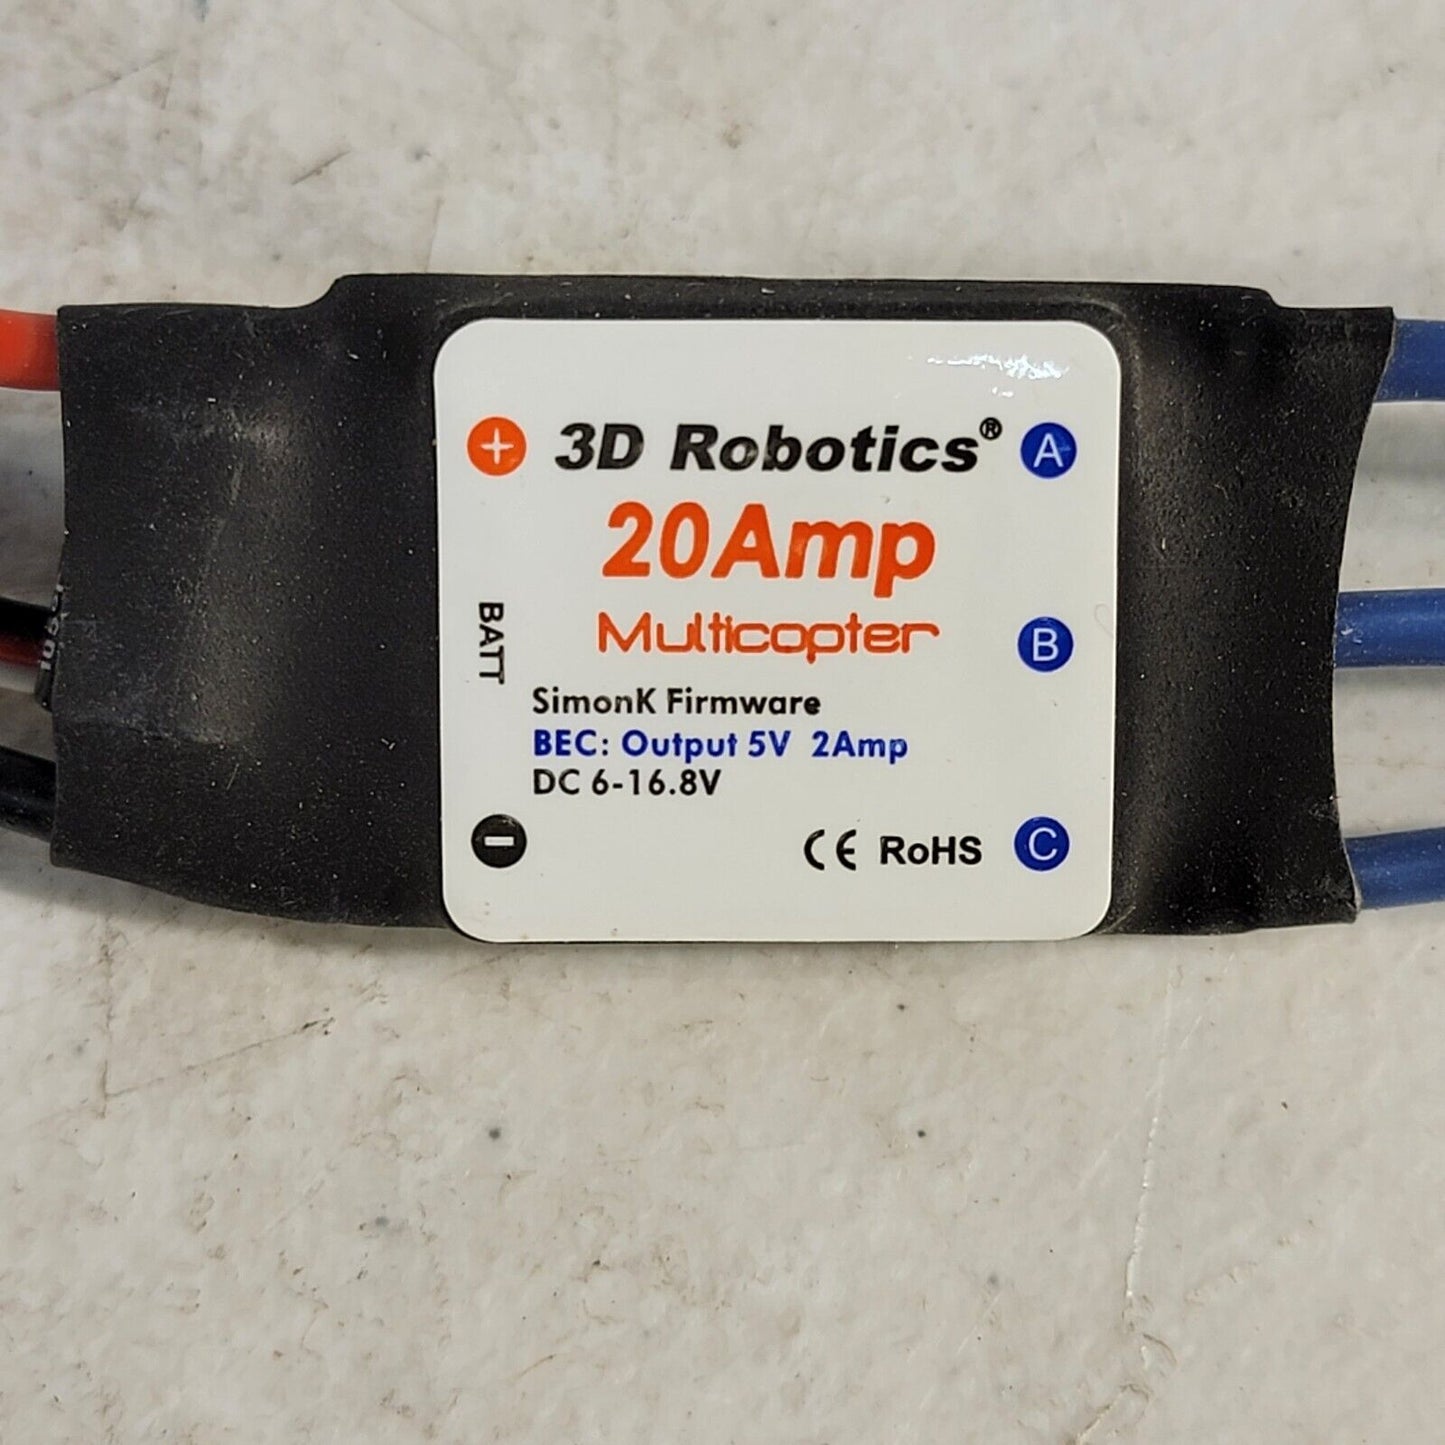 + 3D Robotics® A
20Amp
Multicopter
BATT
B
SimonK Firmware
BEC: Output 5V 2Amp
DC 6-16.8V
− CE RoHS C